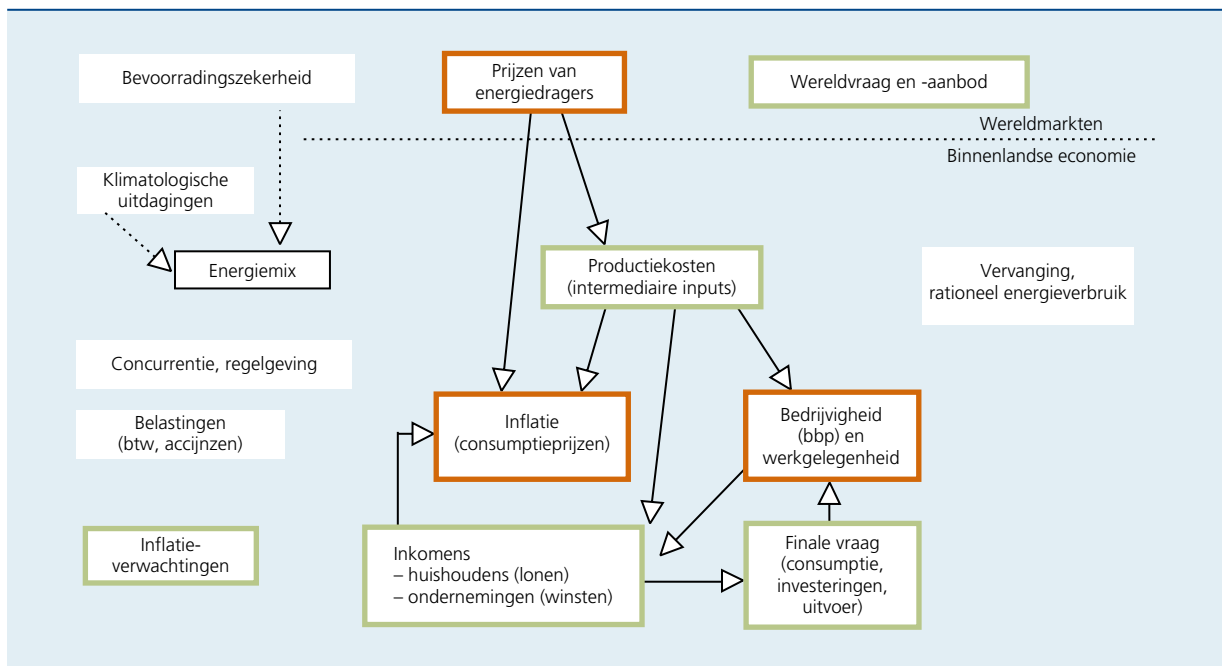 Bevoorradingszekerheid
Prijzen van
energiedragers
Wereldvraag en -aanbod
Wereldmarkten
Binnenlandse economie
Klimatologische
uitdagingen
Energiemix
Productiekosten
(intermediaire inputs)
Vervanging,
rationeel energieverbruik
Concurrentie, regelgeving
Belastingen
(btw, accijnzen)
Inflatie
(consumptieprijzen)
Bedrijvigheid
(bbp) en
werkgelegenheid
Inflatie-
verwachtingen
Inkomens
– huishoudens (lonen)
– ondernemingen (winsten)
Finale vraag
(consumptie,
investeringen,
uitvoer)